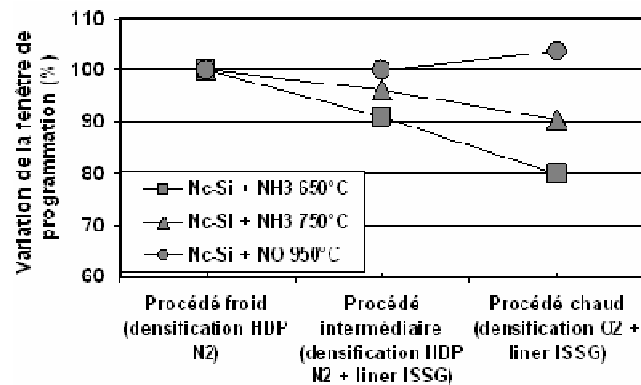 Variation de la fenêtre de
programmation (%)
110
100
90
80
70
60
Nc-Si + NH3 650°C
Nc-Si + NH3 750°C
Nc-Si + NO 950°C
Procédé froid
(densification HDP
N2)
Procédé
intermédiaire
(densification HDP
N2 + liner ISSG)
Procédé chaud
(densification O2 +
liner ISSG)